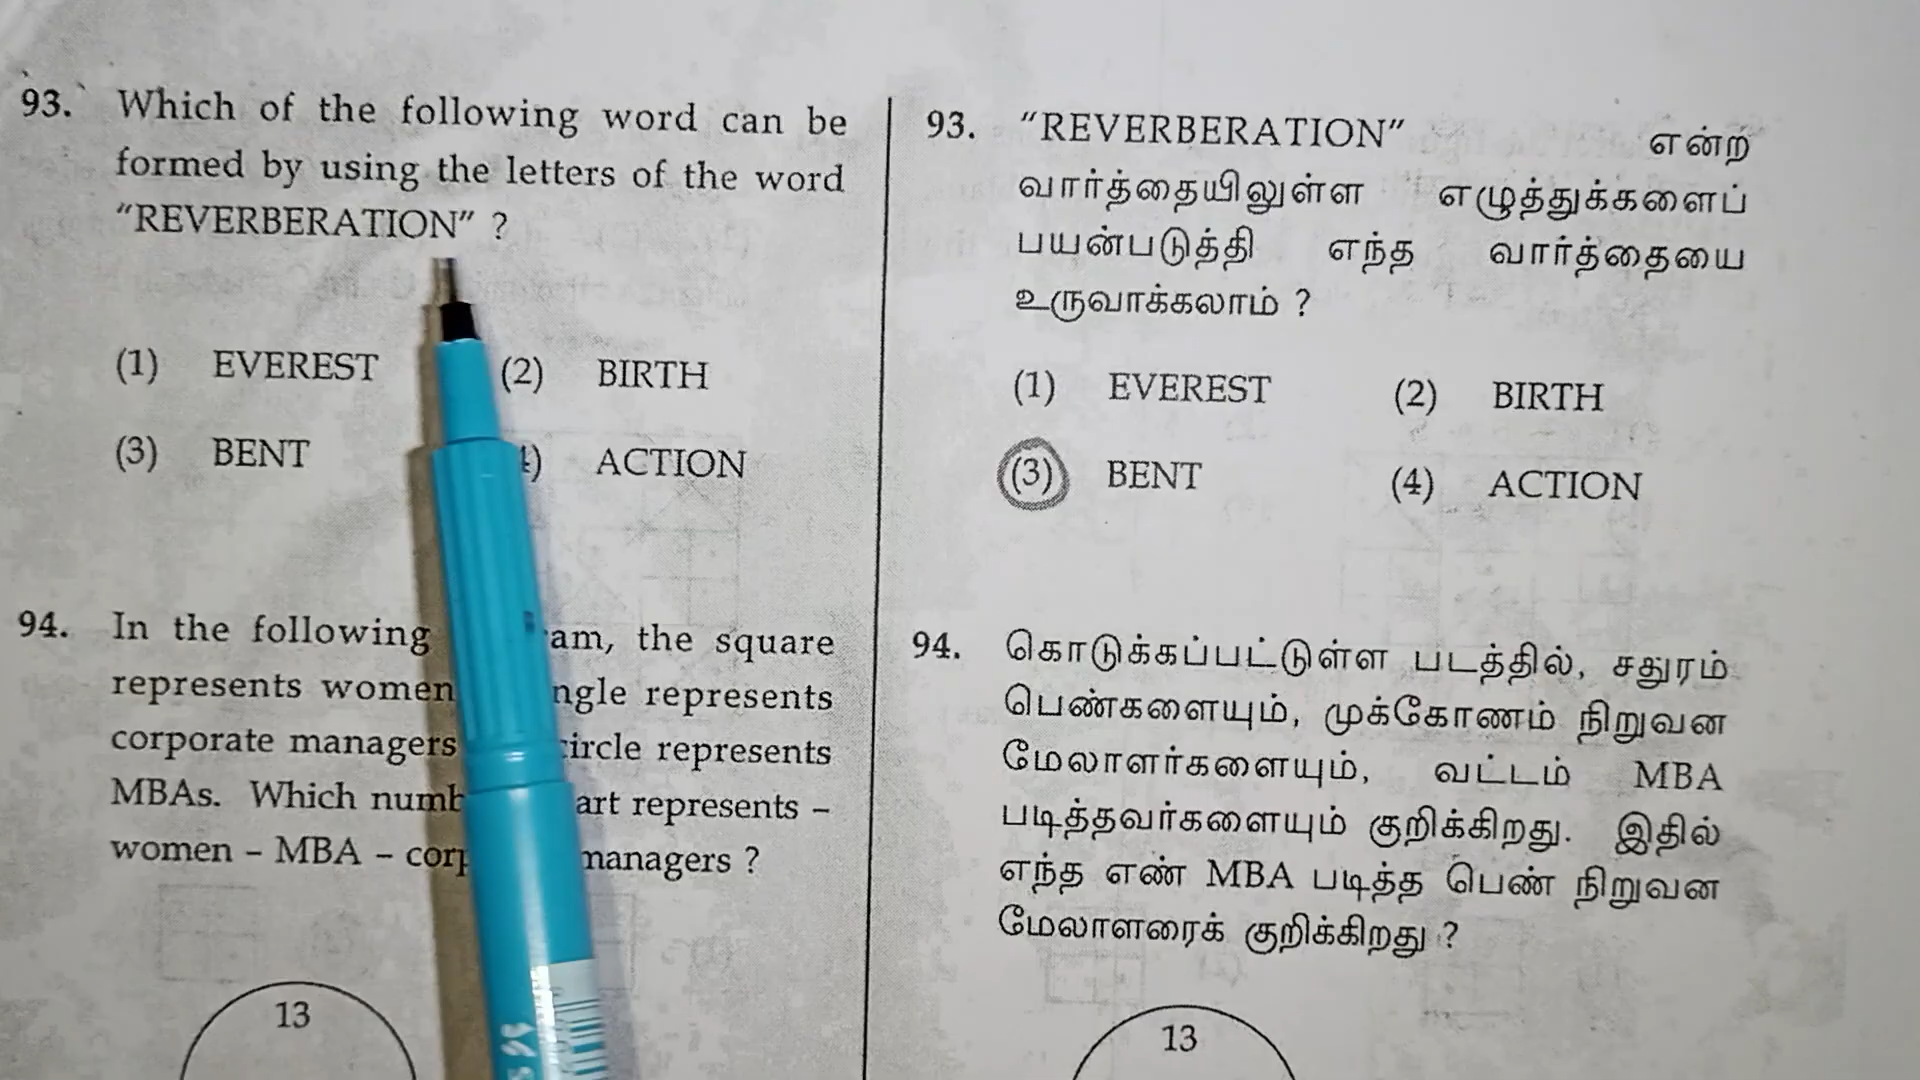 93. Which of the following word can be
formed by using the letters of the word
“REVERBERATION” ?
(1) EVEREST (2) BIRTH
(3) BENT ACTION
94. In the following the square
represents women represents
corporate managers circle represents
MBAs. Which represents –
women – MBA – managers ?
13
93. “REVERBERATION” என்ற
வார்த்தையிலுள்ள எழுத்துக்களைப்
பயன்படுத்தி எந்த வார்த்தையை
உருவாக்கலாம் ?
(1) EVEREST (2) BIRTH
(3) BENT (4) ACTION
94. கொடுக்கப்பட்டுள்ள படத்தில், சதுரம்
பெண்களையும், முக்கோணம் நிறுவன
மேலாளர்களையும், வட்டம் MBA
படித்தவர்களையும் குறிக்கிறது. இதில்
எந்த எண் MBA படித்த பெண் நிறுவன
மேலாளரைக் குறிக்கிறது ?
13